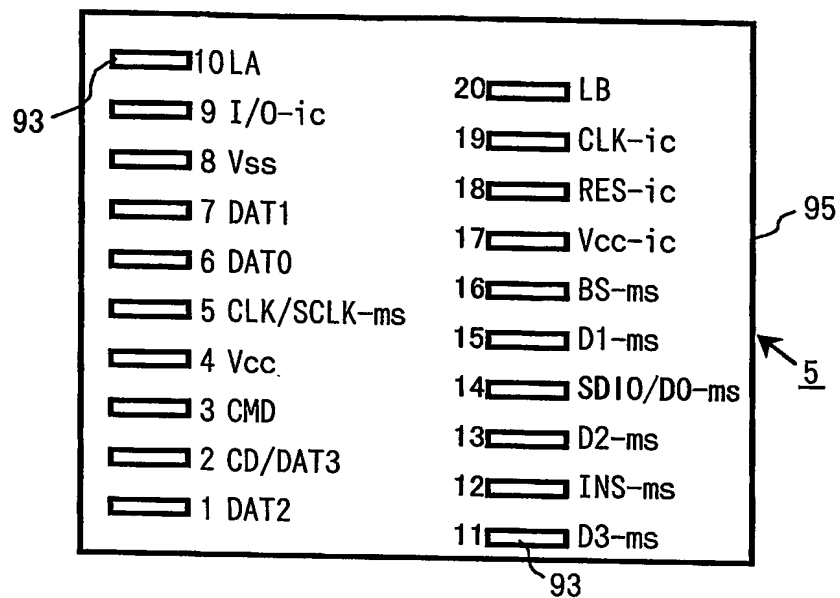 93
10 LA
9 I/O-ic
8 Vss
7 DAT1
6 DAT0
5 CLK/SCLK-ms
4 Vcc
3 CMD
2 CD/DAT3
1 DAT2
20 LB
19 CLK-ic
18 RES-ic
17 Vcc-ic
16 BS-ms
15 D1-ms
14 SDIO/D0-ms
13 D2-ms
12 INS-ms
11 D3-ms
93
95
5